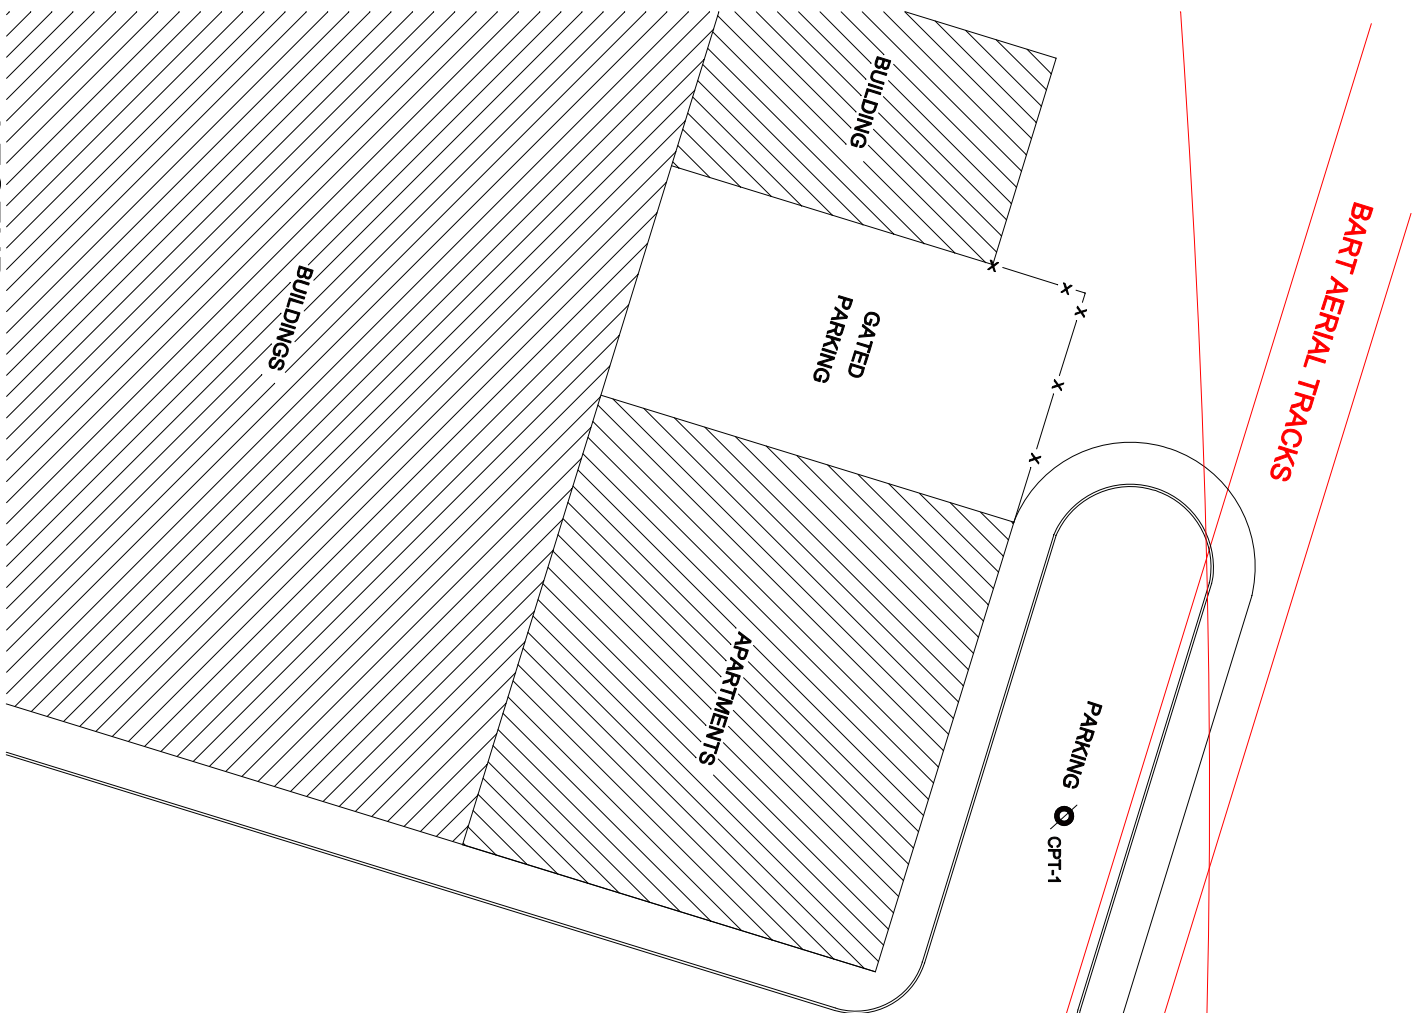 BUILDING
BART AERIAL TRACKS
BUILDINGS
GATED
PARKING
APARTMENTS
PARKING
CPT-1